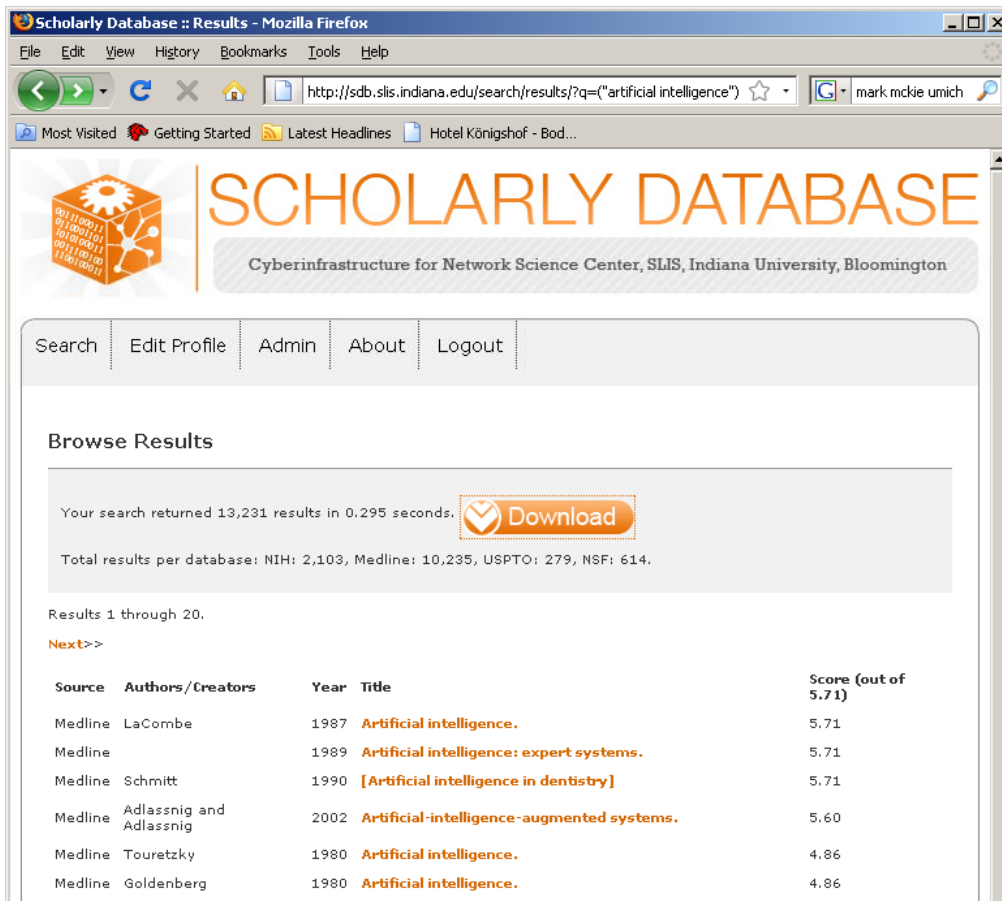 Scholarly Database :: Results - Mozilla Firefox
File Edit View History Bookmarks Tools Help
http://sdb.slis.indiana.edu/search/results/?q=("artificial intelligence") G mark mckie umich
Most Visited Getting Started Latest Headlines Hotel Königshof - Bod...
SCHOLARLY DATABASE
Cyberinfrastructure for Network Science Center, SLIS, Indiana University, Bloomington
Search Edit Profile Admin About Logout
Browse Results
Your search returned 13,231 results in 0.295 seconds. Download
Total results per database: NIH: 2,103, Medline: 10,235, USPTO: 279, NSF: 614.
Results 1 through 20.
Next>>
Source Authors/Creators Year Title Score (out of
5.71)
Medline LaCombe 1987 Artificial intelligence. 5.71
Medline 1989 Artificial intelligence: expert systems. 5.71
Medline Schmitt 1990 [Artificial intelligence in dentistry] 5.71
Medline Adlassnig and
Adlassnig 2002 Artificial-intelligence-augmented systems. 5.60
Medline Touretzky 1980 Artificial intelligence. 4.86
Medline Goldenberg 1980 Artificial intelligence. 4.86